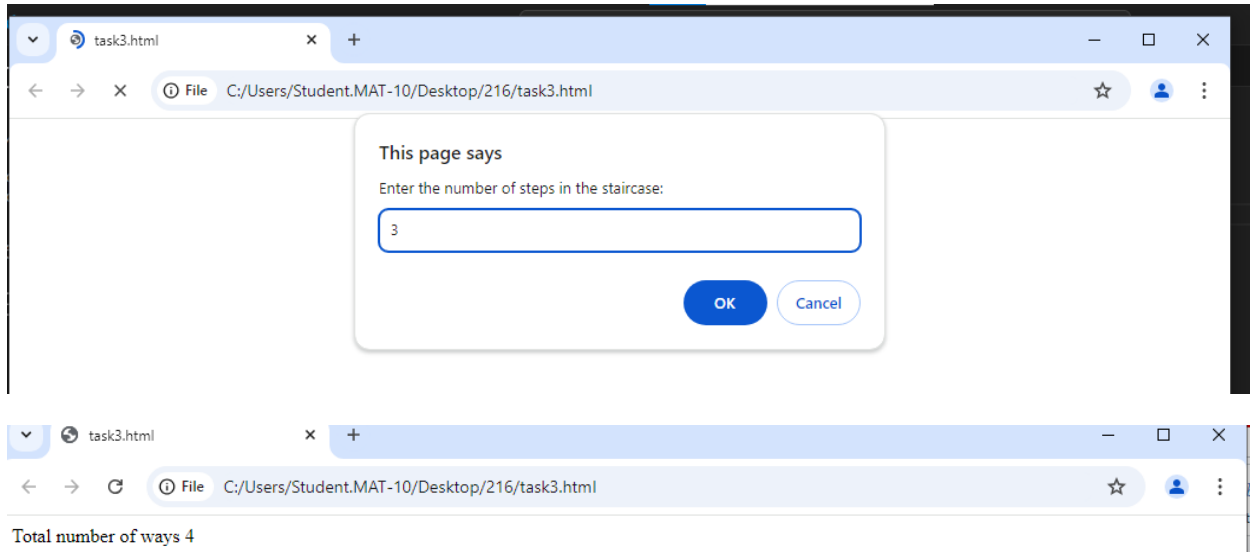 task3.html
File C:/Users/Student.MAT-10/Desktop/216/task3.html
This page says
Enter the number of steps in the staircase:
3
OK Cancel
task3.html
File C:/Users/Student.MAT-10/Desktop/216/task3.html
Total number of ways 4